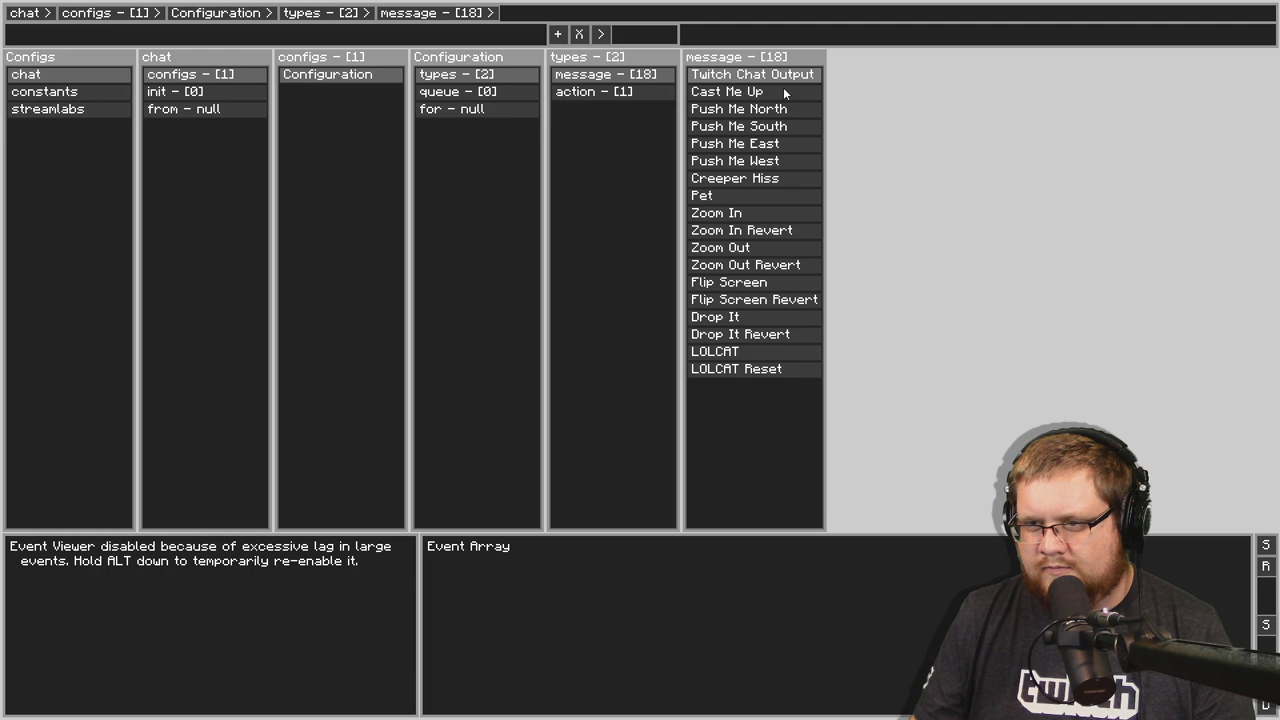 chat > configs - [1] > Configuration > types - [2] > message - [18] >
+ X >
Configs
chat
constants
streamlabs
chat
configs - [1]
init - [0]
from - null
configs - [1]
Configuration
Configuration
types - [2]
queue - [0]
for - null
types - [2]
message - [18]
action - [1]
message - [18]
Twitch Chat Output
Cast Me Up
Push Me North
Push Me South
Push Me East
Push Me West
Creeper Hiss
Pet
Zoom In
Zoom In Revert
Zoom Out
Zoom Out Revert
Flip Screen
Flip Screen Revert
Drop It
Drop It Revert
LOLCAT
LOLCAT Reset
Event Viewer disabled because of excessive lag in large
events. Hold ALT down to temporarily re-enable it.
Event Array
S
R
S
D
twitch